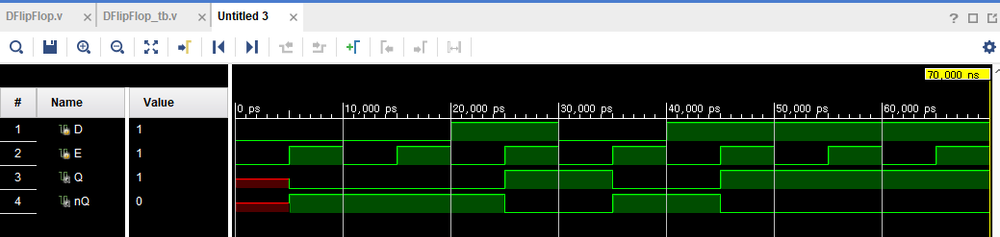 DFlipFlop.v × DFlipFlop_tb.v × Untitled 3 ×
?
70,000 ns
# Name Value
0 ps 10,000 ps 20,000 ps 30,000 ps 40,000 ps 50,000 ps 60,000 ps
1 D 1
2 E 1
3 Q 1
4 nQ 0